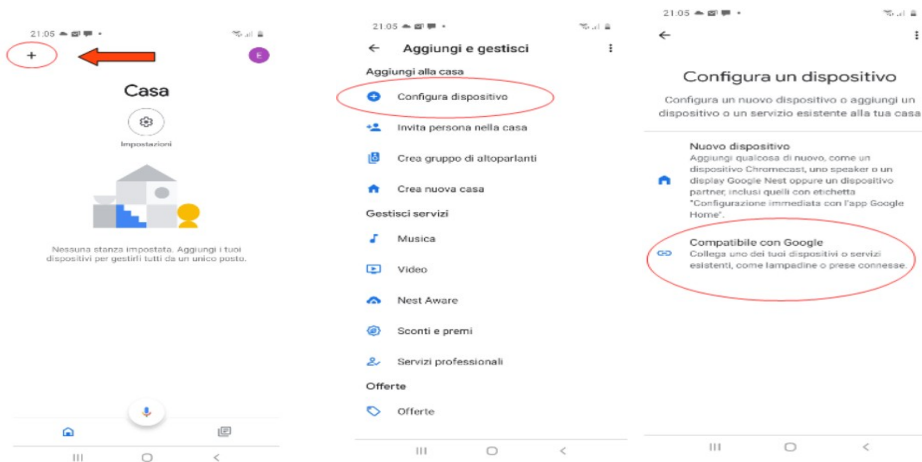 21:05
+
E
Casa
Impostazioni
Nessuna stanza impostata. Aggiungi i tuoi
dispositivi per gestirli tutti da un unico posto.
21:05
Aggiungi e gestisci
Aggiungi alla casa
Configura dispositivo
Invita persona nella casa
Crea gruppo di altoparlanti
Crea nuova casa
Gestisci servizi
Musica
Video
Nest Aware
Sconti e premi
Servizi professionali
Offerte
Offerte
21:05
Configura un dispositivo
Configura un nuovo dispositivo o aggiungi un
dispositivo o un servizio esistente alla tua casa
Nuovo dispositivo
Aggiungi qualcosa di nuovo, come un
dispositivo Chromecast, uno speaker o un
display Google Nest oppure un dispositivo
partner, inclusi quelli con etichetta
"Configurazione immediata con l'app Google
Home".
Compatibile con Google
Collega uno dei tuoi dispositivi o servizi
esistenti, come lampadine o prese connesse.